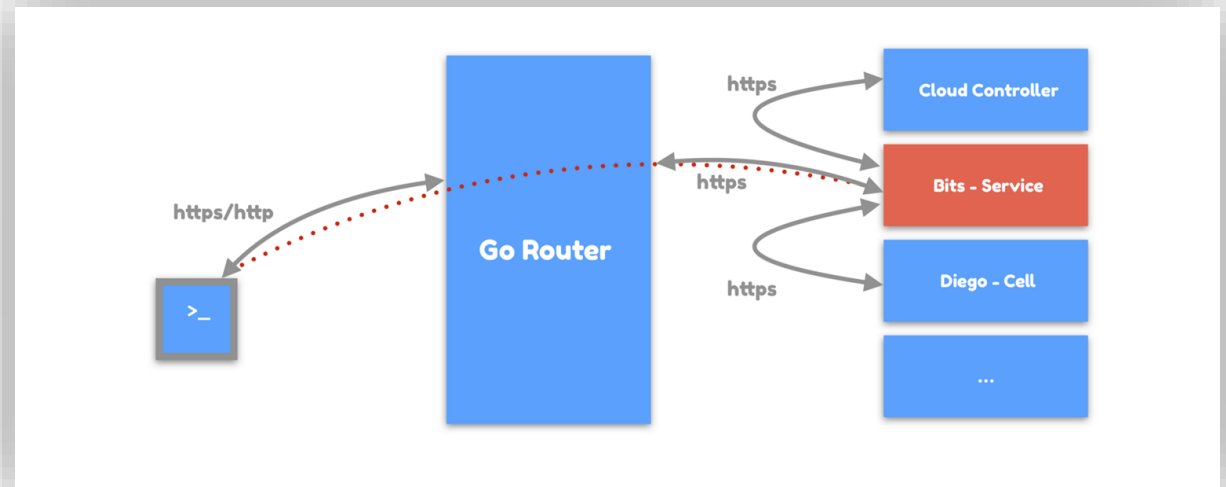 https/http
>_
Go Router
https
https
https
Cloud Controller
Bits - Service
Diego - Cell
...